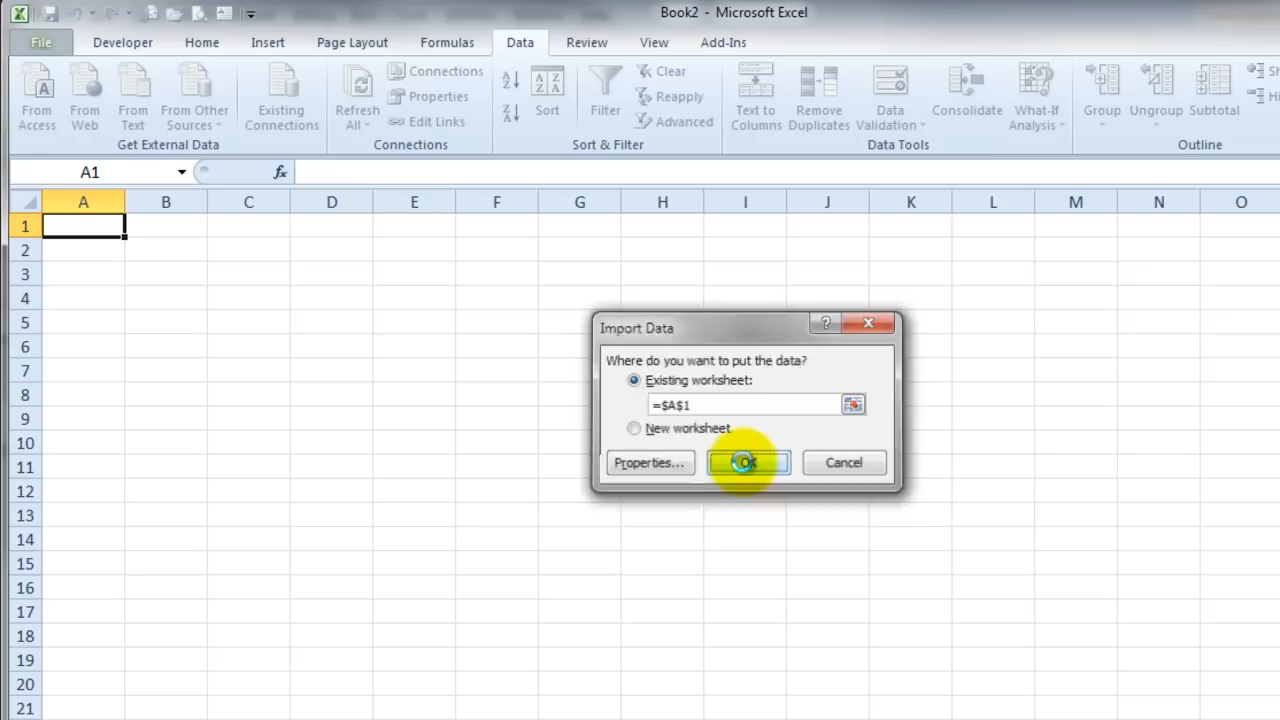 Book2 - Microsoft Excel
File Developer Home Insert Page Layout Formulas Data Review View Add-Ins
From Access
From Web
From Text
From Other Sources
Existing Connections
Get External Data
Refresh All
Connections
Properties
Edit Links
Connections
Sort
Filter
Clear
Reapply
Advanced
Sort & Filter
Text to Columns
Remove Duplicates
Data Validation
Consolidate
What-If Analysis
Data Tools
Group
Ungroup
Subtotal
Outline
A1 fx
A B C D E F G H I J K L M N O
1
2
3
4
5
6
7
8
9
10
11
12
13
14
15
16
17
18
19
20
21
Import Data
Where do you want to put the data?
Existing worksheet:
=$A$1
New worksheet
Properties... OK Cancel